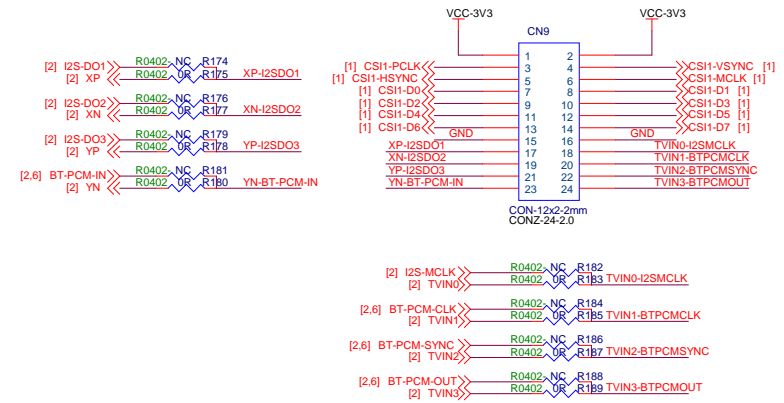 VCC-3V3 VCC-3V3
CN9
[2] I2S-DO1 R0402 NC R174
[2] XP R0402 0R R175 XP-I2SDO1
[2] I2S-DO2 R0402 NC R176
[2] XN R0402 0R R177 XN-I2SDO2
[2] I2S-DO3 R0402 NC R179
[2] YP R0402 0R R178 YP-I2SDO3
[2,6] BT-PCM-IN R0402 NC R181
[2] YN R0402 0R R180 YN-BT-PCM-IN
1 2
[1] CSI1-PCLK 3 4 CSI1-VSYNC [1]
[1] CSI1-HSYNC 5 6 CSI1-MCLK [1]
[1] CSI1-D0 7 8 CSI1-D1 [1]
[1] CSI1-D2 9 10 CSI1-D3 [1]
[1] CSI1-D4 11 12 CSI1-D5 [1]
[1] CSI1-D6 13 14 CSI1-D7 [1]
GND 15 16 GND
XP-I2SDO1 17 18 TVIN0-I2SMCLK
XN-I2SDO2 19 20 TVIN1-BTPCMCLK
YP-I2SDO3 21 22 TVIN2-BTPCMSYNC
YN-BT-PCM-IN 23 24 TVIN3-BTPCMOUT
CON-12x2-2mm
CONZ-24-2.0
[2] I2S-MCLK R0402 NC R182
[2] TVIN0 R0402 0R R183 TVIN0-I2SMCLK
[2,6] BT-PCM-CLK R0402 NC R184
[2] TVIN1 R0402 0R R185 TVIN1-BTPCMCLK
[2,6] BT-PCM-SYNC R0402 NC R186
[2] TVIN2 R0402 0R R187 TVIN2-BTPCMSYNC
[2,6] BT-PCM-OUT R0402 NC R188
[2] TVIN3 R0402 0R R189 TVIN3-BTPCMOUT